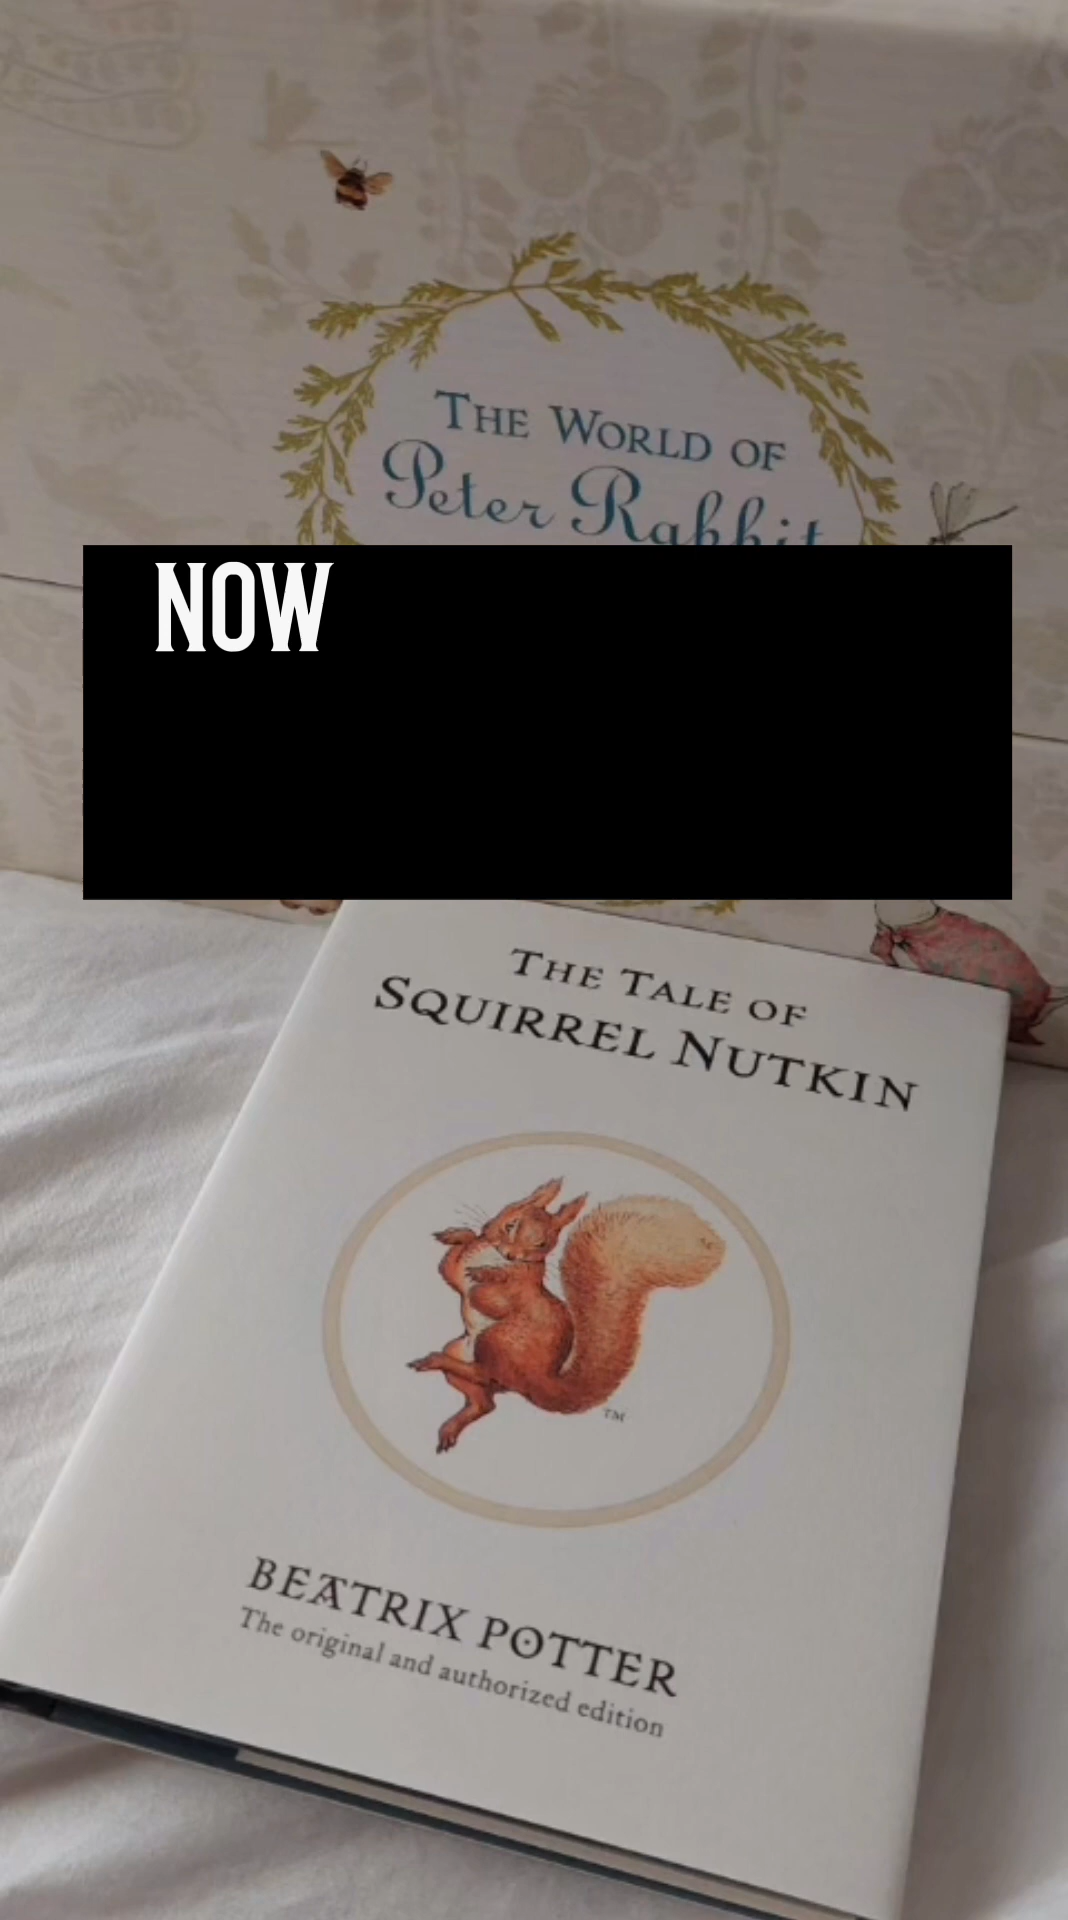 THE WORLD OF
Peter Rabbit
NOW
THE TALE OF
SQUIRREL NUTKIN
TM
BEATRIX POTTER
The original and authorized edition